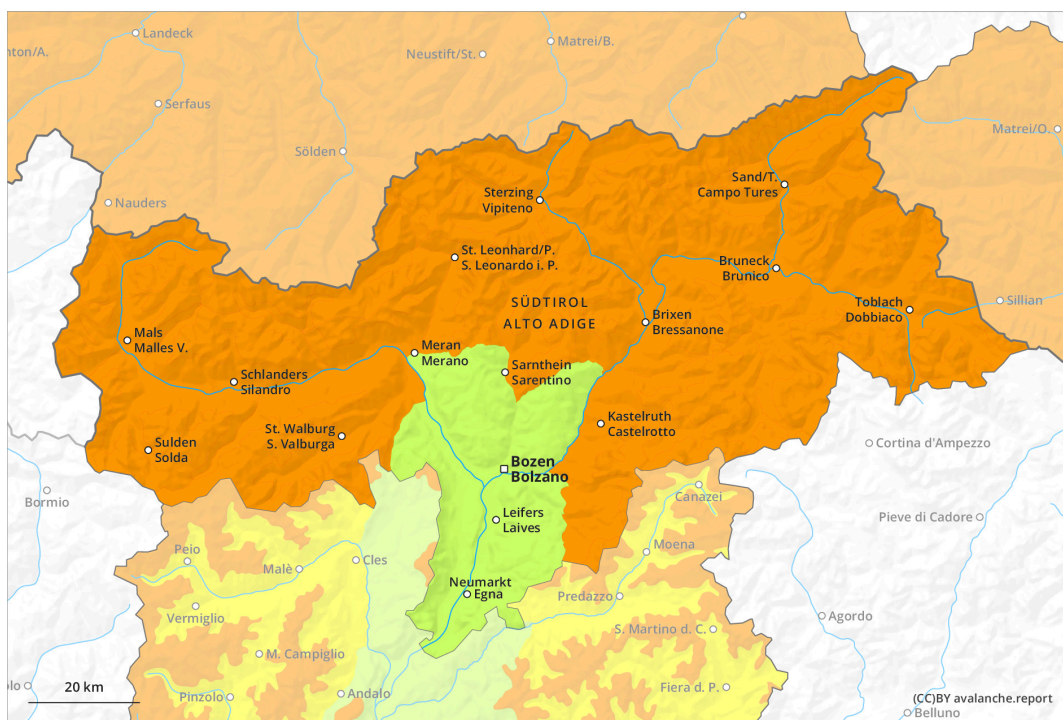 Landeck
nton/A.
Neustift/St.
Matrei/B.
Serfaus
Matrei/O.
Sölden
Sand/T.
Campo Tures
Sterzing
Vipiteno
Nauders
St. Leonhard/P.
S. Leonardo i. P.
Bruneck
Brunico
SÜDTIROL
ALTO ADIGE
Toblach
Dobbiaco
Sillian
Brixen
Bressanone
Mals
Malles V.
Meran
Merano
Sarnthein
Sarentino
Schlanders
Silandro
Kastelruth
Castelrotto
St. Walburg
S. Valburga
Sulden
Solda
Cortina d'Ampezzo
Bozen
Bolzano
Bormio
Canazei
Leifers
Laives
Pieve di Cadore
Peio
Moena
Cles
Malè
Neumarkt
Egna
Predazzo
Vermiglio
Agordo
S. Martino d. C.
M. Campiglio
20 km
olo
Pinzolo
Andalo
Fiera d. P.
(CC)BY avalanche.report
Belluno